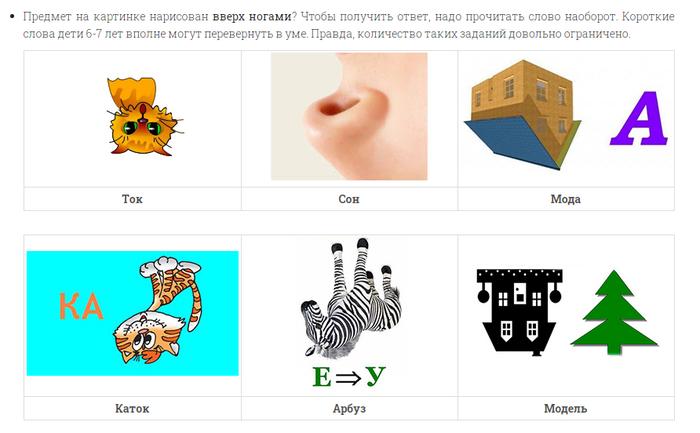 Предмет на картинке нарисован вверх ногами? Чтобы получить ответ, надо прочитать слово наоборот. Короткие
слова дети 6-7 лет вполне могут перевернуть в уме. Правда, количество таких заданий довольно ограничено.
А
Ток Сон Мода
КА
Е⇒У
Каток Арбуз Модель